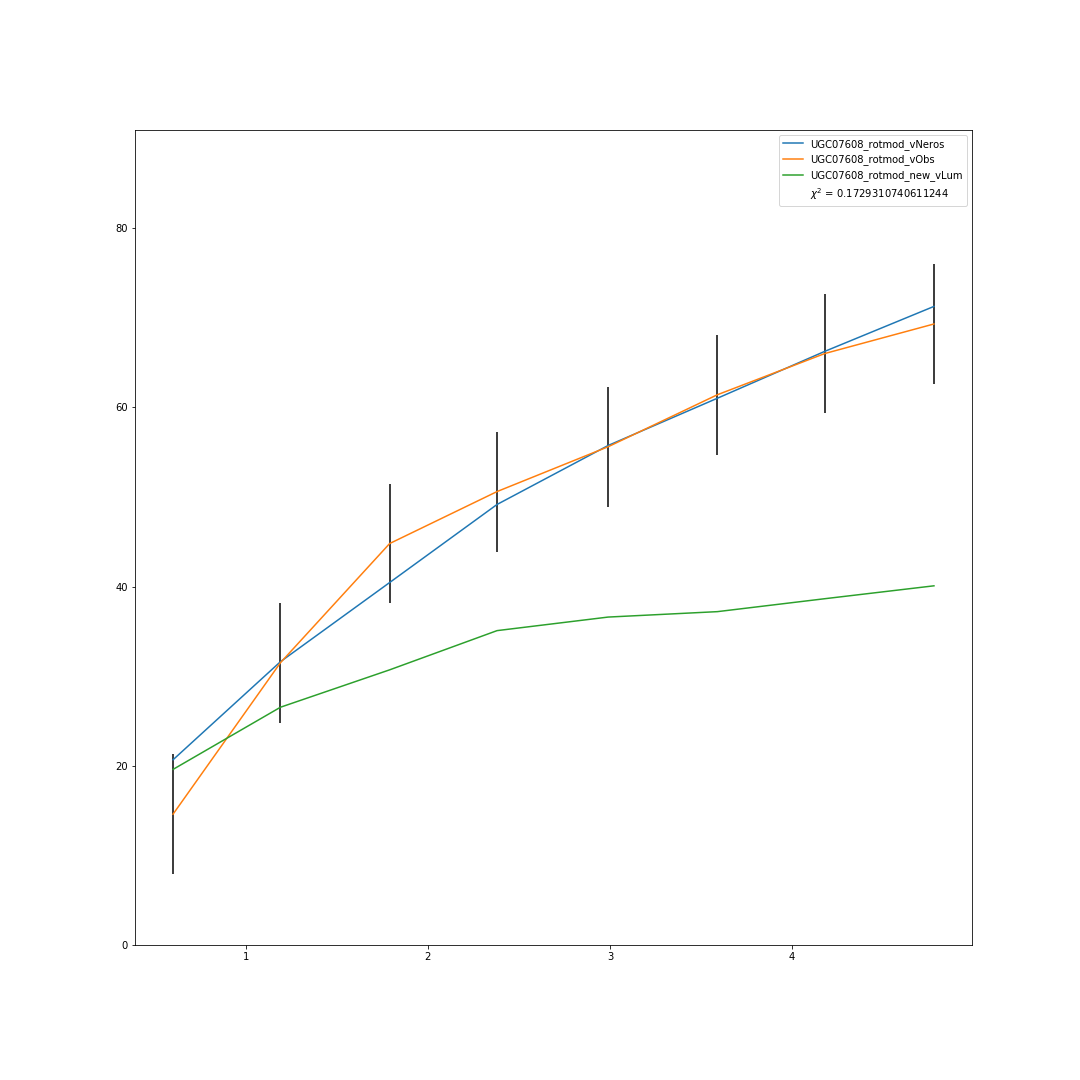 UGC07608_rotmod_vNeros
UGC07608_rotmod_vObs
UGC07608_rotmod_new_vLum
χ² = 0.1729310740611244
80
60
40
20
0
1 2 3 4